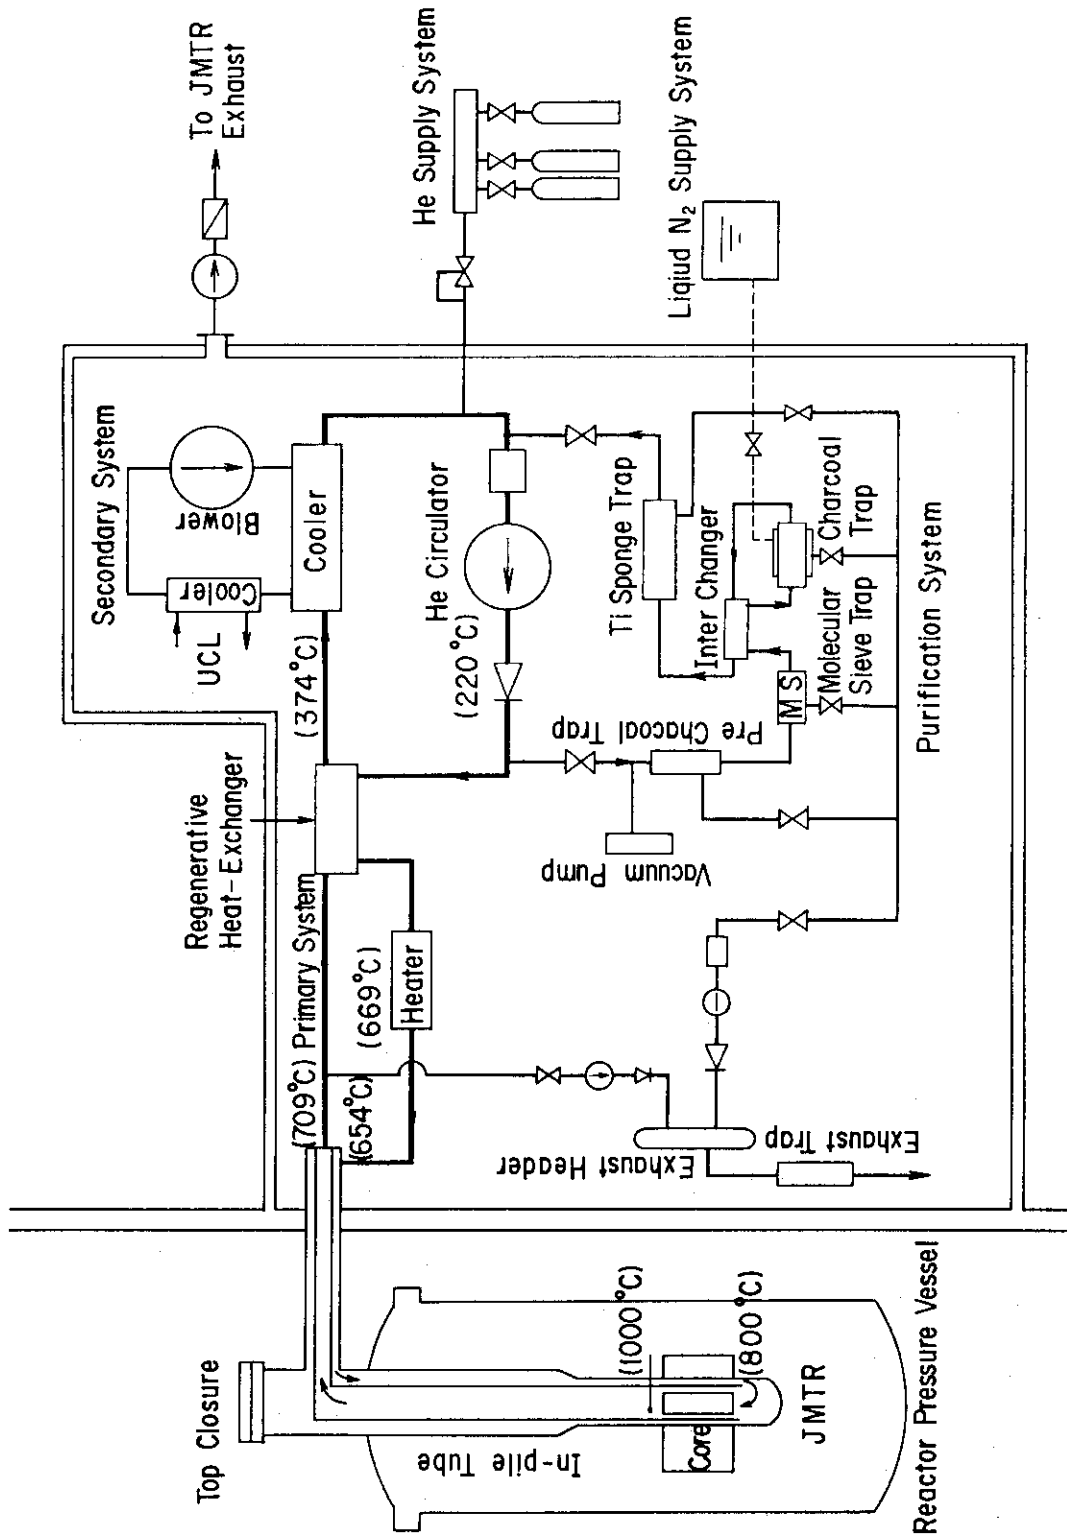 To JMTR
Exhaust
He Supply System
Liqiud N₂ Supply System
Secondary System
Blower
Cooler
UCL
Cooler
(374°C)
He Circulator
(220°C)
Ti Sponge Trap
Inter Changer
Charcoal
Trap
Molecular
Sieve Trap
MS
Purification System
Pre Chacoal Trap
Vacuum Pump
Regenerative
Heat-Exchanger
(709°C) Primary System
(669°C)
Heater
(654°C)
Exhaust Header
Exhaust Trap
Top Closure
In-pile Tube
(1000°C)
(800°C)
Core
JMTR
Reactor Pressure Vessel